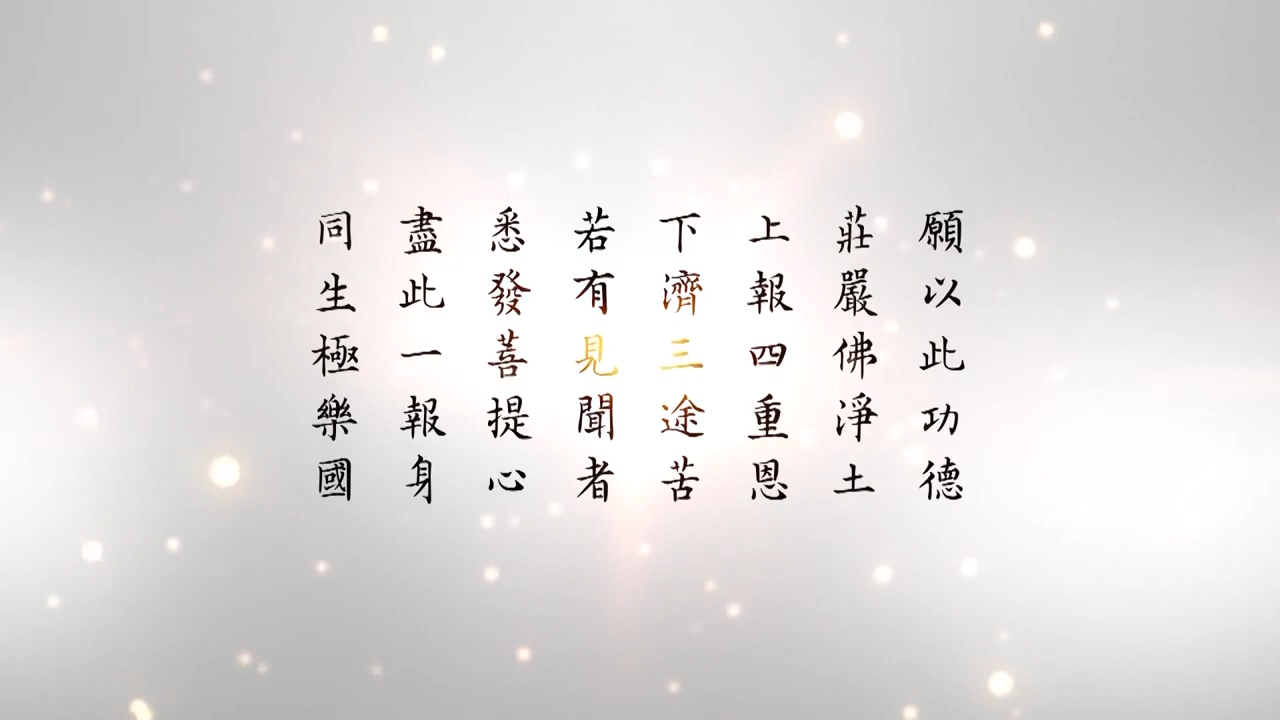 願以此功德
莊嚴佛淨土
上報四重恩
下濟三途苦
若有見聞者
悉發菩提心
盡此一報身
同生極樂國